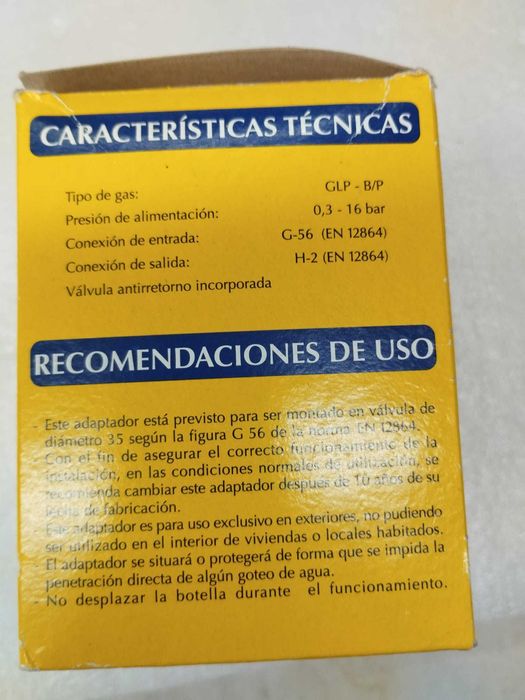 CARACTERÍSTICAS TÉCNICAS
Tipo de gas: GLP - B/P
Presión de alimentación: 0,3 - 16 bar
Conexión de entrada: G-56 (EN 12864)
Conexión de salida: H-2 (EN 12864)
Válvula antirretorno incorporada
RECOMENDACIONES DE USO
- Este adaptador está previsto para ser montado en válvula de
diámetro 35 según la figura G 56 de la norma EN 12864.
- Con el fin de asegurar el correcto funcionamiento de la
instalación, en las condiciones normales de utilización, se
recomienda cambiar este adaptador después de 10 años de su
fecha de fabricación.
- Este adaptador es para uso exclusivo en exteriores, no pudiendo
ser utilizado en el interior de viviendas o locales habitados.
- El adaptador se situará o protegerá de forma que se impida la
penetración directa de algún goteo de agua.
- No desplazar la botella durante el funcionamiento.